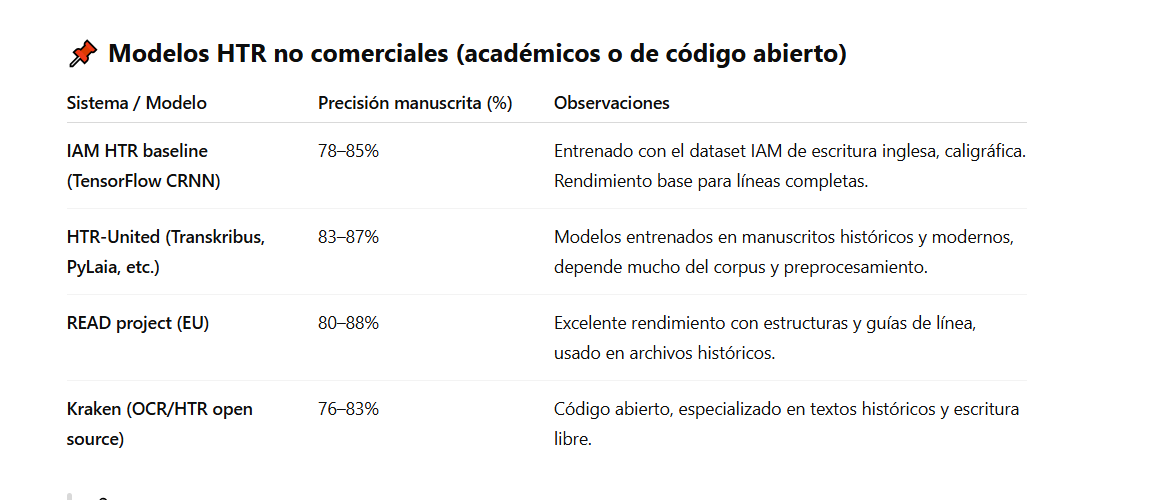 📌 Modelos HTR no comerciales (académicos o de código abierto)
Sistema / Modelo Precisión manuscrita (%) Observaciones
IAM HTR baseline 78–85% Entrenado con el dataset IAM de escritura inglesa, caligráfica.
(TensorFlow CRNN) Rendimiento base para líneas completas.
HTR-United (Transkribus, 83–87% Modelos entrenados en manuscritos históricos y modernos,
PyLaia, etc.) depende mucho del corpus y preprocesamiento.
READ project (EU) 80–88% Excelente rendimiento con estructuras y guías de línea,
usado en archivos históricos.
Kraken (OCR/HTR open 76–83% Código abierto, especializado en textos históricos y escritura
source) libre.